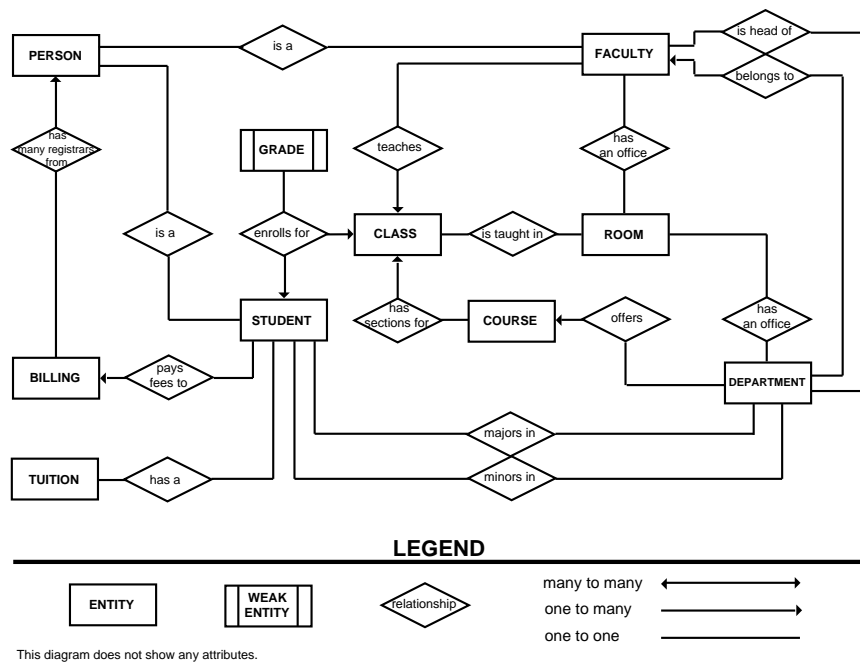 is a
is head of
PERSON
FACULTY
belongs to
has
many registrars
from
GRADE
teaches
has
an office
is a
enrolls for
CLASS
is taught in
ROOM
STUDENT
has
sections for
COURSE
offers
has
an office
BILLING
pays
fees to
DEPARTMENT
majors in
TUITION
has a
minors in
LEGEND
ENTITY
WEAK
ENTITY
relationship
many to many
one to many
one to one
This diagram does not show any attributes.